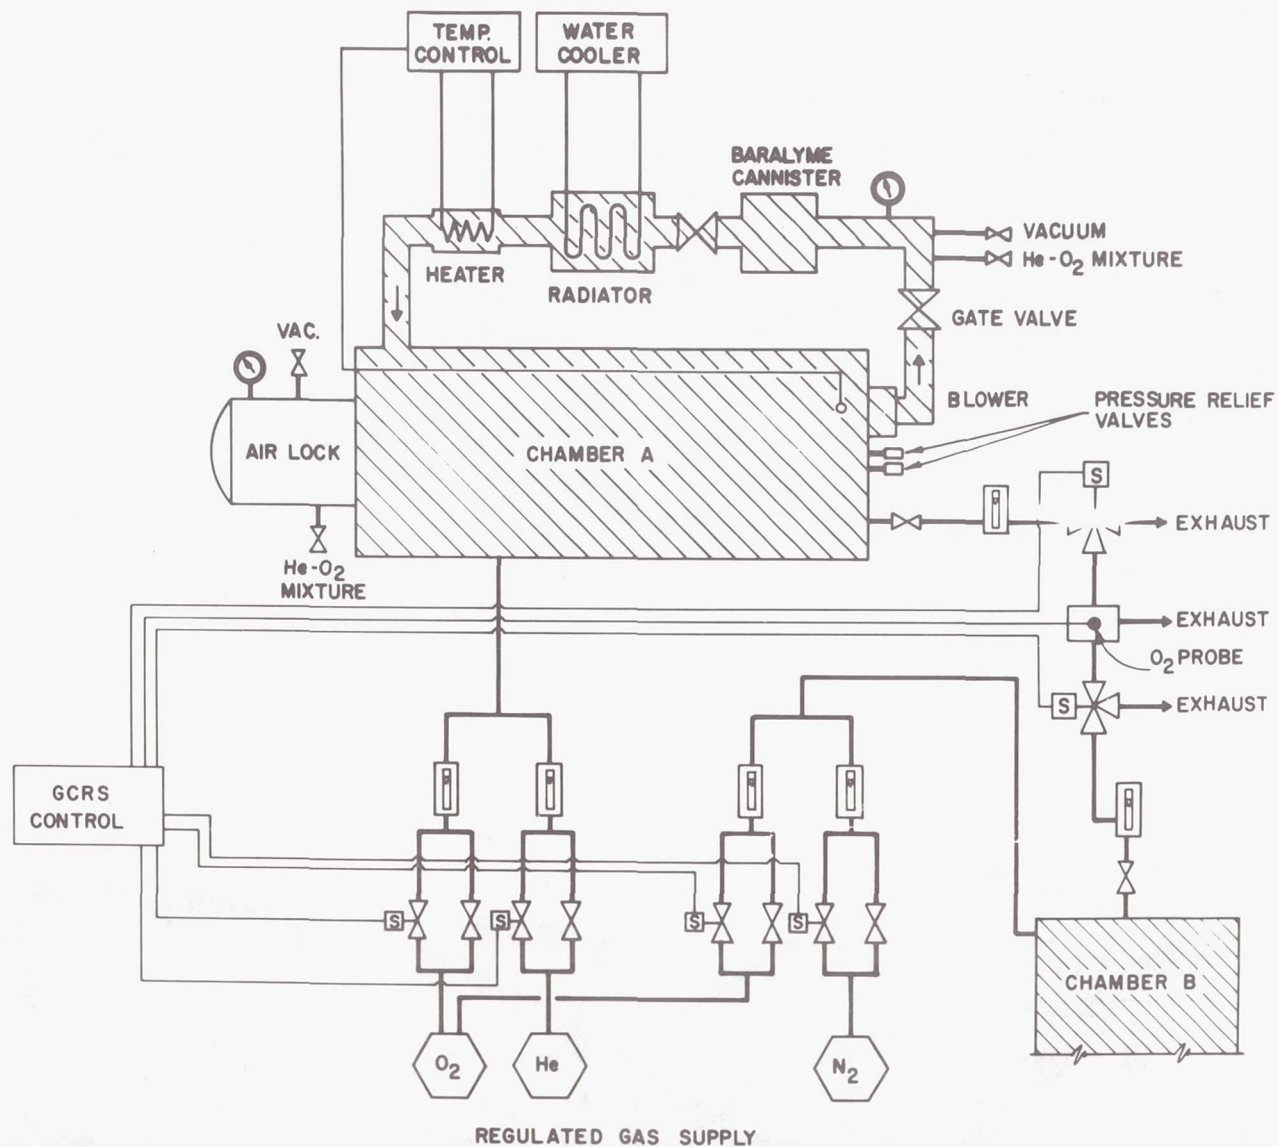 TEMP.
CONTROL
WATER
COOLER
BARALYME
CANNISTER
VACUUM
He-O2 MIXTURE
HEATER
RADIATOR
GATE VALVE
VAC.
BLOWER
PRESSURE RELIEF
VALVES
AIR LOCK
CHAMBER A
S
EXHAUST
He-O2
MIXTURE
EXHAUST
O2 PROBE
S
EXHAUST
GCRS
CONTROL
S
S
S
S
CHAMBER B
O2
He
N2
REGULATED GAS SUPPLY